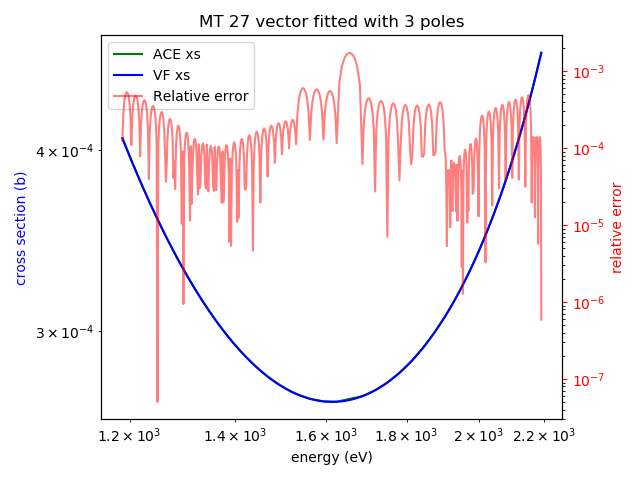 MT 27 vector fitted with 3 poles
ACE xs
VF xs
Relative error
cross section (b)
4 × 10⁻⁴
3 × 10⁻⁴
10⁻³
10⁻⁴
10⁻⁵
10⁻⁶
10⁻⁷
relative error
1.2 × 10³ 1.4 × 10³ 1.6 × 10³ 1.8 × 10³ 2 × 10³ 2.2 × 10³
energy (eV)